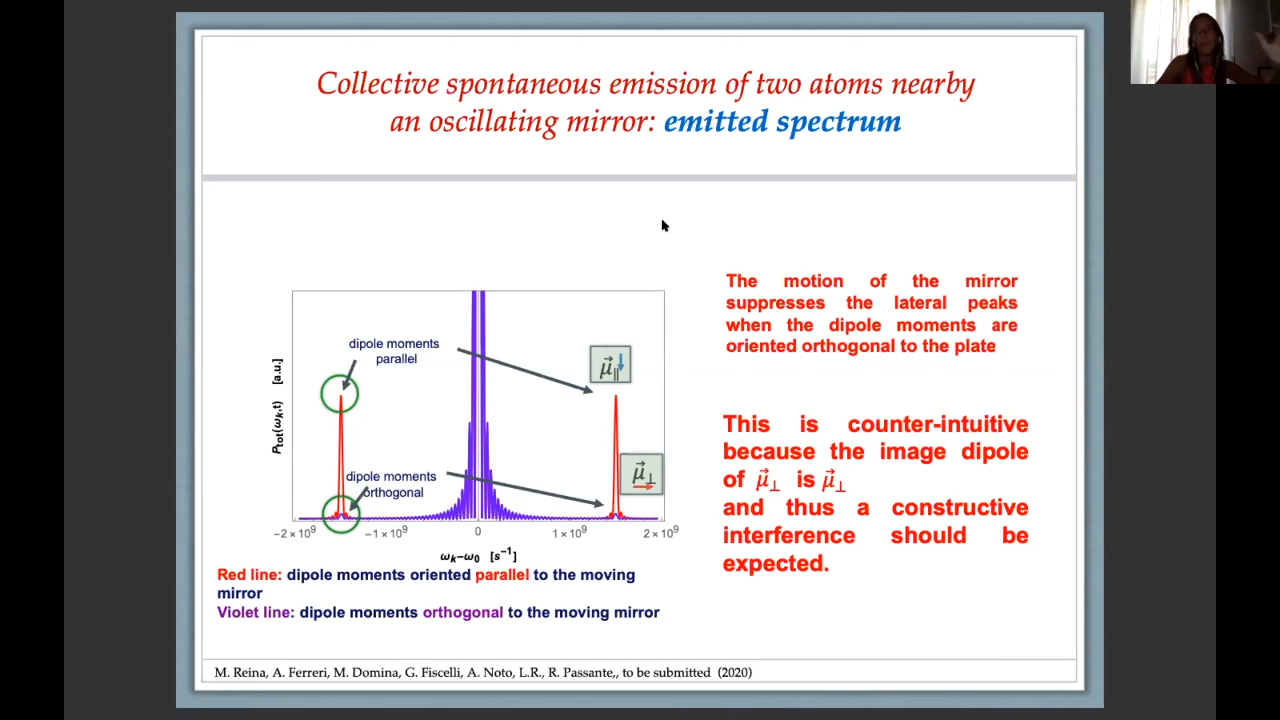 Collective spontaneous emission of two atoms nearby
an oscillating mirror: emitted spectrum
The motion of the mirror
suppresses the lateral peaks
when the dipole moments are
oriented orthogonal to the plate
This is counter-intuitive
because the image dipole
of μ⃗⊥ is μ⃗⊥
and thus a constructive
interference should be
expected.
Ptot(ωk,t) [a.u.]
dipole moments
parallel
μ⃗||
dipole moments
orthogonal
μ⃗⊥
−2×10⁹ −1×10⁹ 0 1×10⁹ 2×10⁹
ωk−ω0 [s⁻¹]
Red line: dipole moments oriented parallel to the moving
mirror
Violet line: dipole moments orthogonal to the moving mirror
M. Reina, A. Ferreri, M. Domina, G. Fiscelli, A. Noto, L.R., R. Passante,, to be submitted (2020)